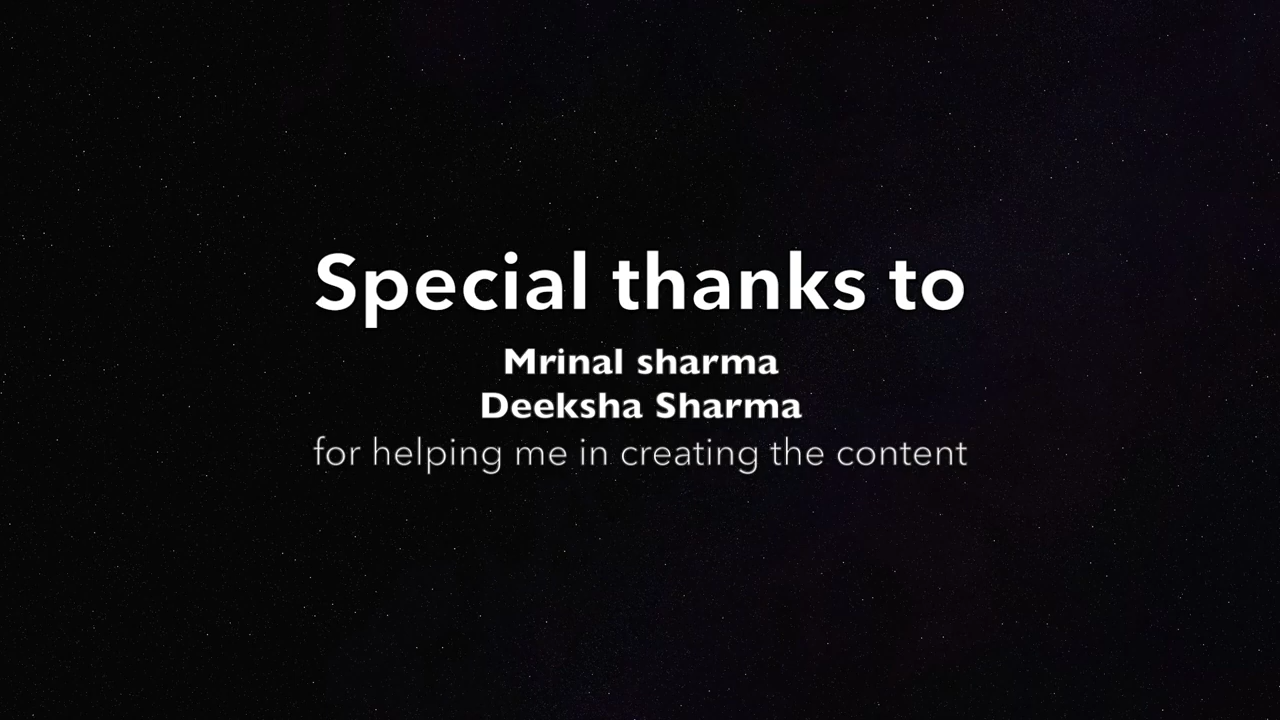 Special thanks to
Mrinal sharma
Deeksha Sharma
for helping me in creating the content